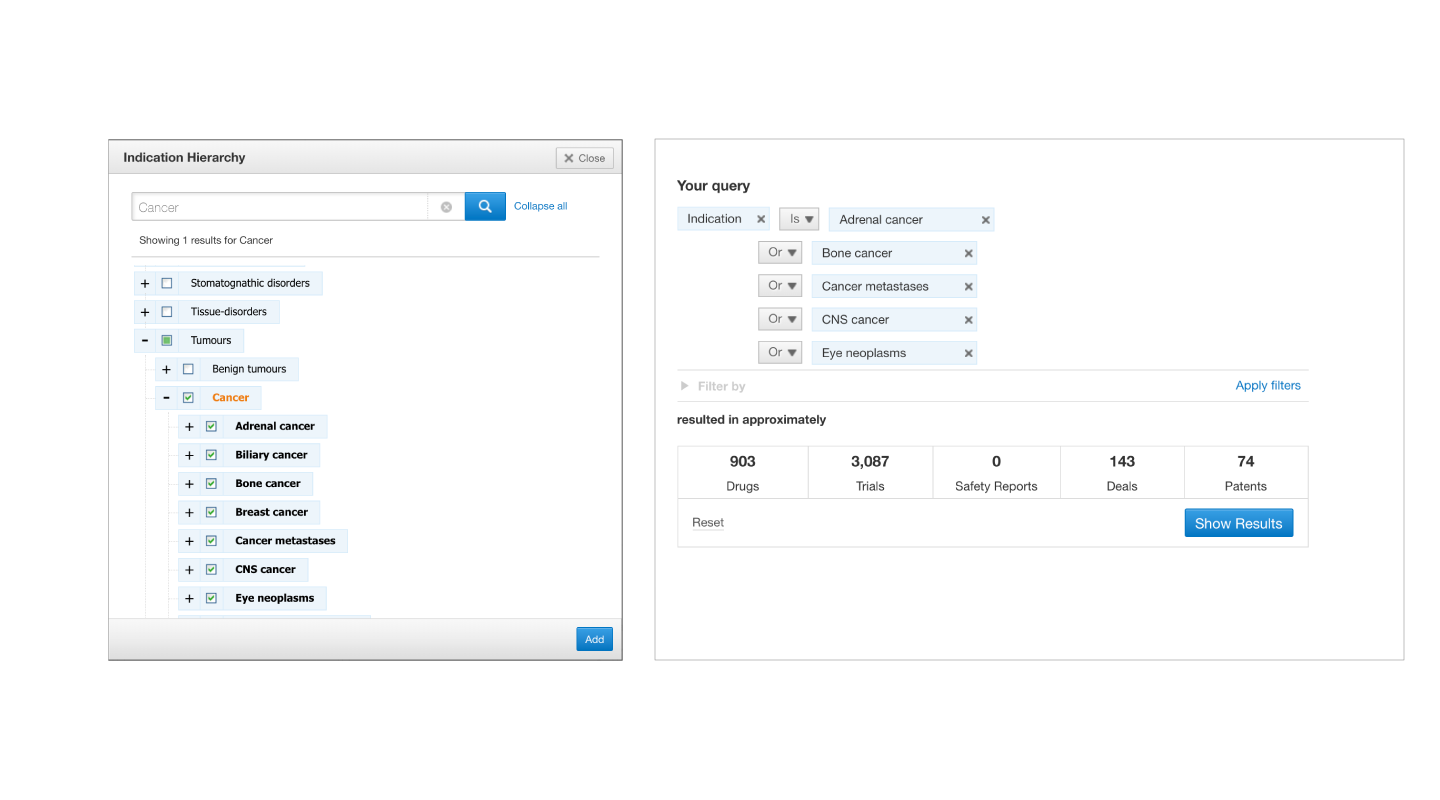 Indication Hierarchy
Close
Cancer
Collapse all
Showing 1 results for Cancer
+ Stomatognathic disorders
+ Tissue-disorders
- Tumours
+ Benign tumours
- Cancer
+ Adrenal cancer
+ Biliary cancer
+ Bone cancer
+ Breast cancer
+ Cancer metastases
+ CNS cancer
+ Eye neoplasms
Add
Your query
Indication Is Adrenal cancer
Or Bone cancer
Or Cancer metastases
Or CNS cancer
Or Eye neoplasms
Filter by Apply filters
resulted in approximately
903 3,087 0 143 74
Drugs Trials Safety Reports Deals Patents
Reset Show Results